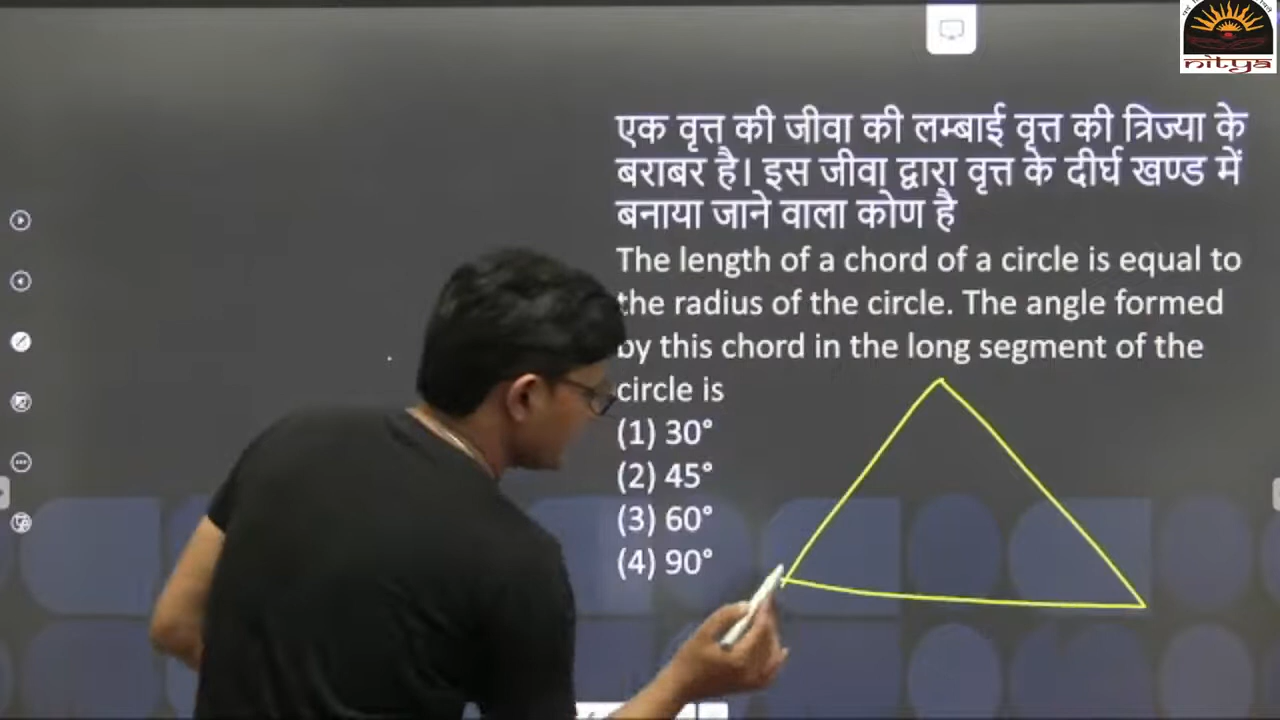 nitya
एक वृत्त की जीवा की लम्बाई वृत्त की त्रिज्या के
बराबर है। इस जीवा द्वारा वृत्त के दीर्घ खण्ड में
बनाया जाने वाला कोण है
The length of a chord of a circle is equal to
the radius of the circle. The angle formed
by this chord in the long segment of the
circle is
(1) 30°
(2) 45°
(3) 60°
(4) 90°